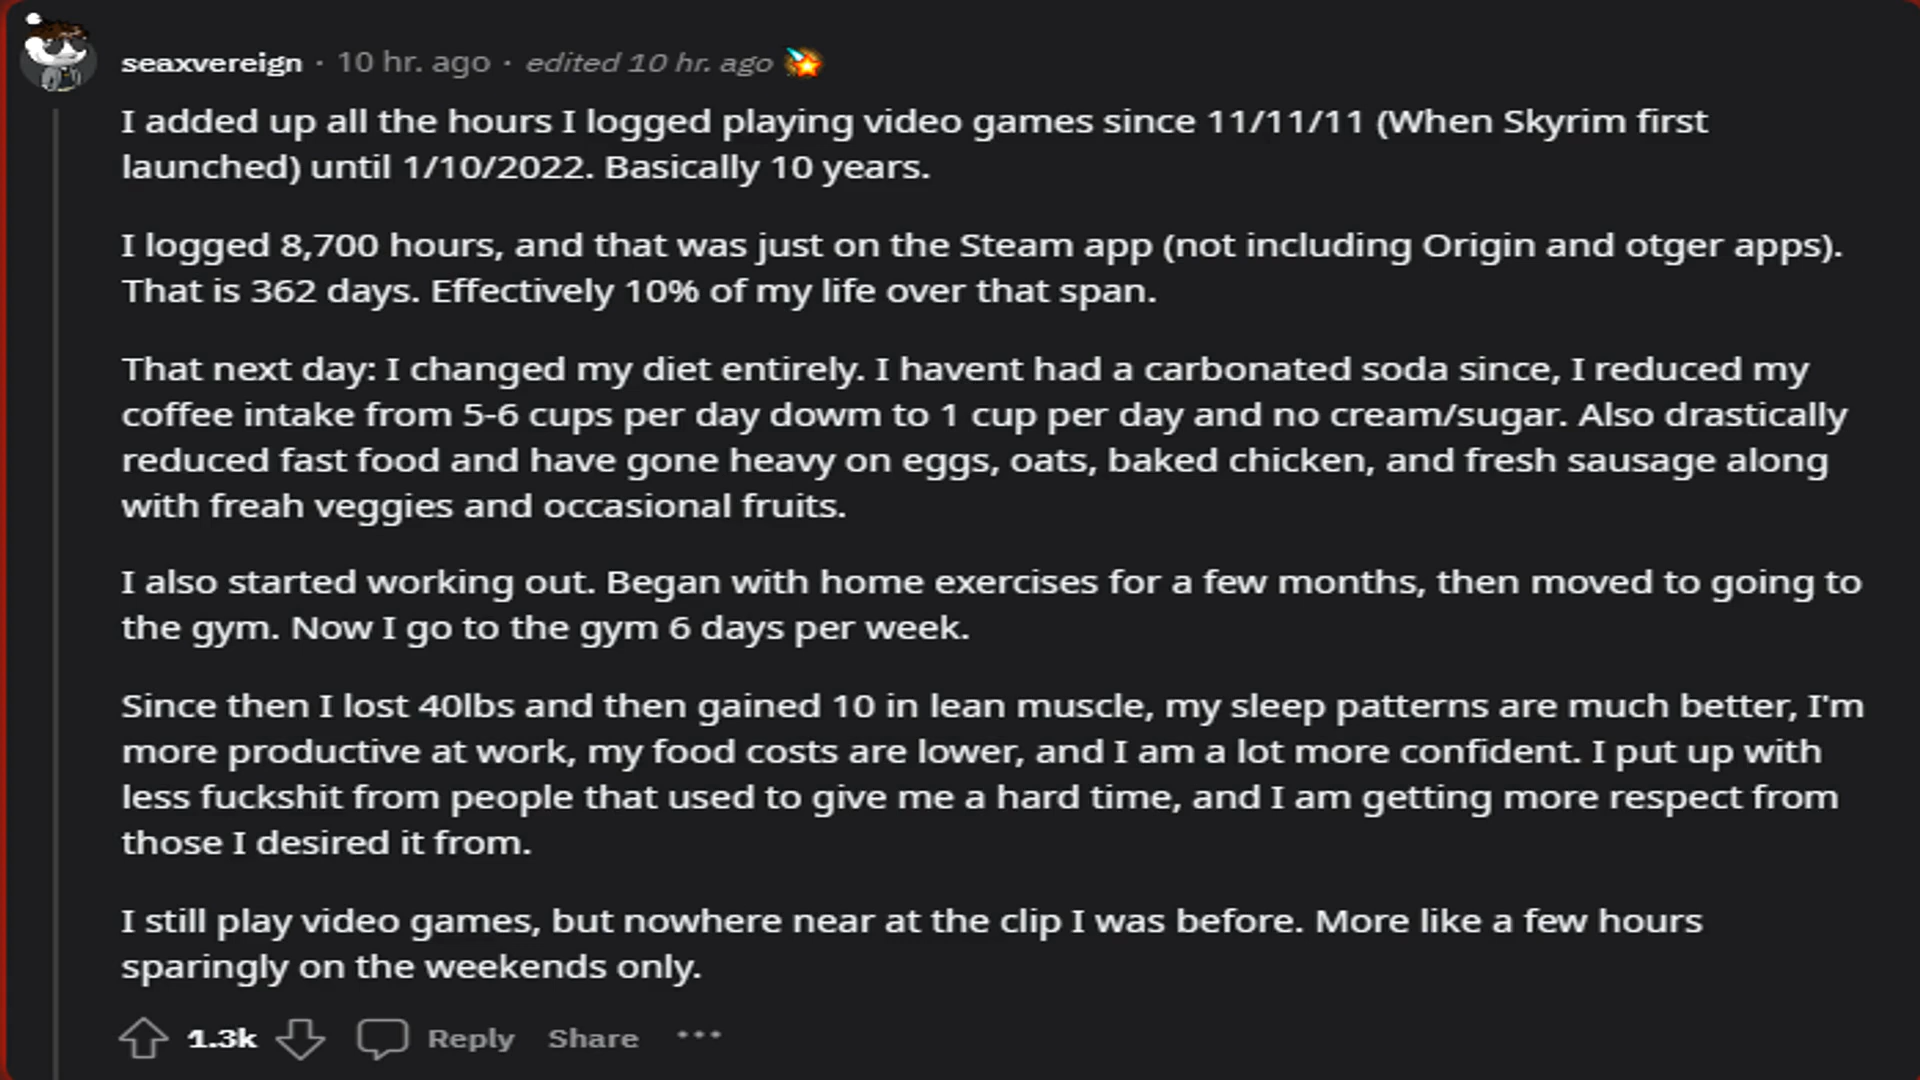 seaxvereign · 10 hr. ago · edited 10 hr. ago
I added up all the hours I logged playing video games since 11/11/11 (When Skyrim first
launched) until 1/10/2022. Basically 10 years.
I logged 8,700 hours, and that was just on the Steam app (not including Origin and otger apps).
That is 362 days. Effectively 10% of my life over that span.
That next day: I changed my diet entirely. I havent had a carbonated soda since, I reduced my
coffee intake from 5-6 cups per day dowm to 1 cup per day and no cream/sugar. Also drastically
reduced fast food and have gone heavy on eggs, oats, baked chicken, and fresh sausage along
with freah veggies and occasional fruits.
I also started working out. Began with home exercises for a few months, then moved to going to
the gym. Now I go to the gym 6 days per week.
Since then I lost 40lbs and then gained 10 in lean muscle, my sleep patterns are much better, I'm
more productive at work, my food costs are lower, and I am a lot more confident. I put up with
less fuckshit from people that used to give me a hard time, and I am getting more respect from
those I desired it from.
I still play video games, but nowhere near at the clip I was before. More like a few hours
sparingly on the weekends only.
1.3k Reply Share ···